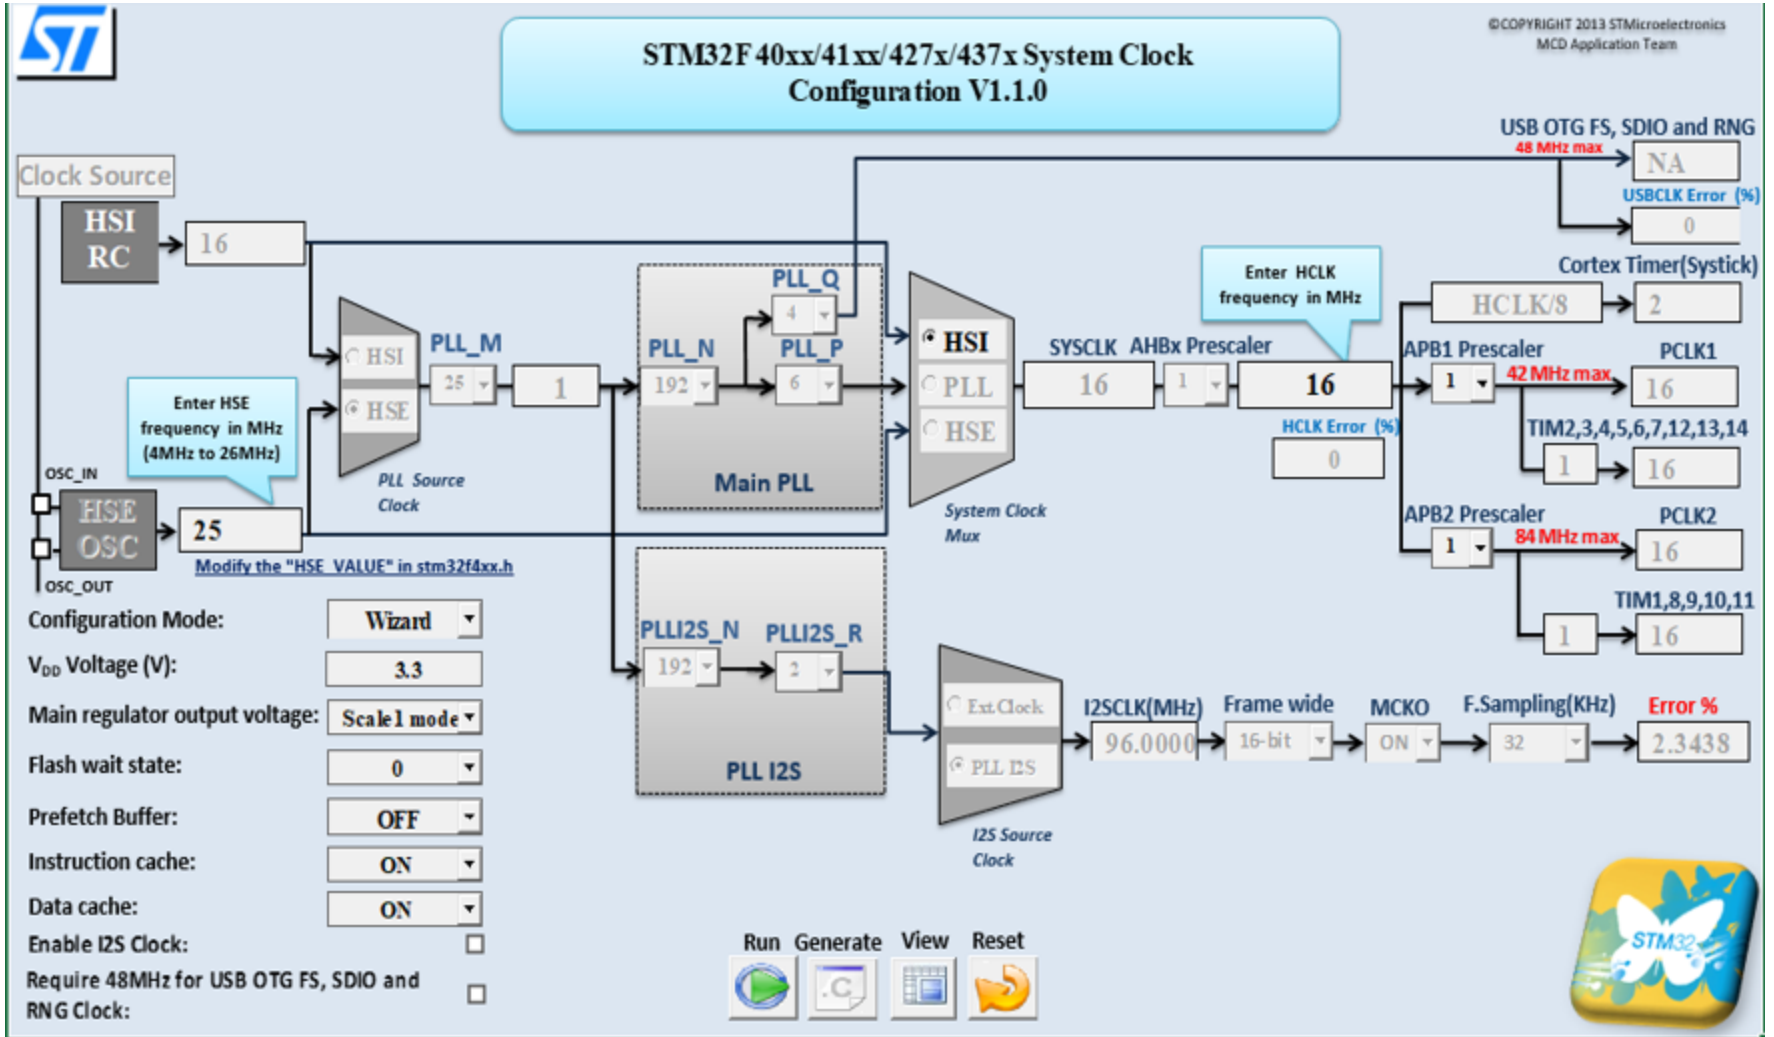 ST
STM32F40xx/41xx/427x/437x System Clock
Configuration V1.1.0
©COPYRIGHT 2013 STMicroelectronics
MCD Application Team
USB OTG FS, SDIO and RNG
48 MHz max
NA
USBCLK Error (%)
0
Clock Source
HSI
RC
16
Enter HCLK
frequency in MHz
Cortex Timer(Systick)
HCLK/8
2
PLL_Q
4
HSI
HSE
PLL Source
Clock
PLL_M
25
1
PLL_N
192
PLL_P
6
Main PLL
HSI
PLL
HSE
System Clock
Mux
SYSCLK
16
AHBx Prescaler
1
16
HCLK Error (%)
0
APB1 Prescaler
1
42 MHz max
PCLK1
16
TIM2,3,4,5,6,7,12,13,14
1
16
APB2 Prescaler
1
84 MHz max
PCLK2
16
TIM1,8,9,10,11
1
16
Enter HSE
frequency in MHz
(4MHz to 26MHz)
OSC_IN
HSE
OSC
25
OSC_OUT
Modify the "HSE_VALUE" in stm32f4xx.h
Configuration Mode:
Wizard
VDD Voltage (V):
3.3
Main regulator output voltage:
Scale1 mode
Flash wait state:
0
Prefetch Buffer:
OFF
Instruction cache:
ON
Data cache:
ON
Enable I2S Clock:
Require 48MHz for USB OTG FS, SDIO and
RNG Clock:
PLLI2S_N
192
PLLI2S_R
2
PLL I2S
Ext.Clock
PLL I2S
I2S Source
Clock
I2SCLK(MHz)
96.0000
Frame wide
16-bit
MCKO
ON
F.Sampling(KHz)
32
Error %
2.3438
Run
Generate
View
Reset
.C
STM32